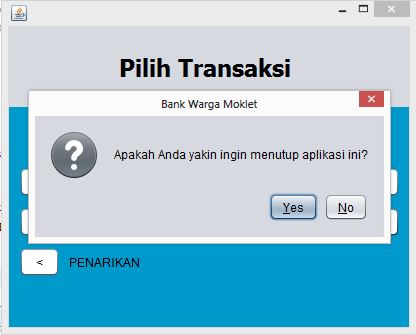 Pilih Transaksi
Bank Warga Moklet
Apakah Anda yakin ingin menutup aplikasi ini?
Yes
No
< PENARIKAN